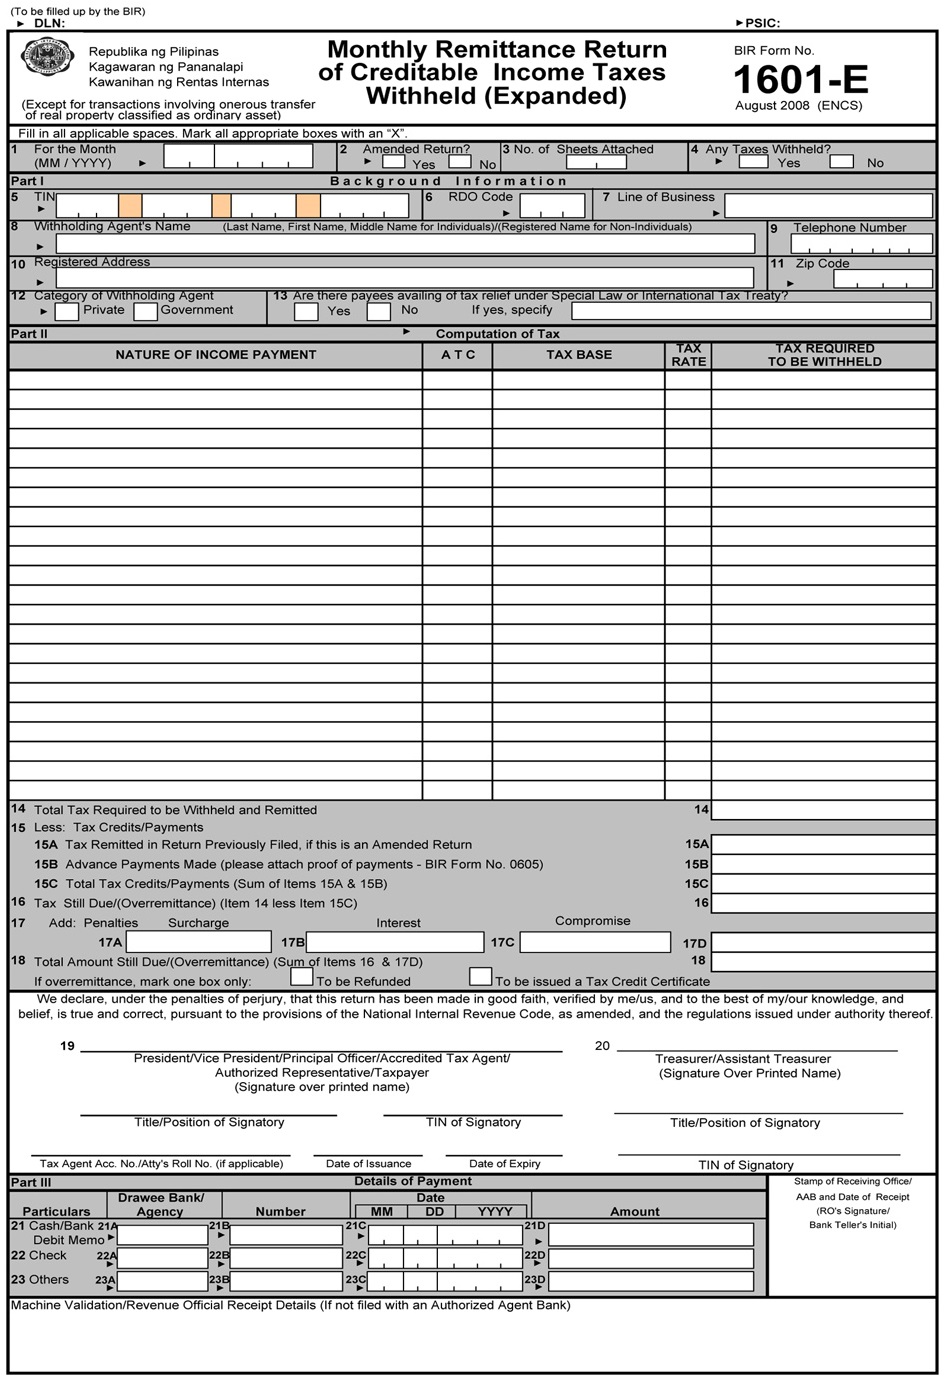 (To be filled up by the BIR)
► DLN: ►PSIC:
Republika ng Pilipinas
Kagawaran ng Pananalapi
Kawanihan ng Rentas Internas
(Except for transactions involving onerous transfer
of real property classified as ordinary asset)
Monthly Remittance Return
of Creditable Income Taxes
Withheld (Expanded)
BIR Form No.
1601-E
August 2008 (ENCS)
Fill in all applicable spaces. Mark all appropriate boxes with an “X”.
1 For the Month
(MM / YYYY) ►
2 Amended Return?
► Yes No
3 No. of Sheets Attached
4 Any Taxes Withheld?
► Yes No
Part I Background Information
5 TIN ►
6 RDO Code ►
7 Line of Business ►
8 Withholding Agent's Name (Last Name, First Name, Middle Name for Individuals)/(Registered Name for Non-Individuals)
►
9 Telephone Number
►
10 Registered Address
►
11 Zip Code
►
12 Category of Withholding Agent
► Private Government
13 Are there payees availing of tax relief under Special Law or International Tax Treaty?
Yes No If yes, specify
Part II ► Computation of Tax
NATURE OF INCOME PAYMENT A T C TAX BASE TAX RATE TAX REQUIRED TO BE WITHHELD
14 Total Tax Required to be Withheld and Remitted 14
15 Less: Tax Credits/Payments
15A Tax Remitted in Return Previously Filed, if this is an Amended Return 15A
15B Advance Payments Made (please attach proof of payments - BIR Form No. 0605) 15B
15C Total Tax Credits/Payments (Sum of Items 15A & 15B) 15C
16 Tax Still Due/(Overremittance) (Item 14 less Item 15C) 16
17 Add: Penalties Surcharge Interest Compromise
17A 17B 17C 17D
18 Total Amount Still Due/(Overremittance) (Sum of Items 16 & 17D) 18
If overremittance, mark one box only: To be Refunded To be issued a Tax Credit Certificate
We declare, under the penalties of perjury, that this return has been made in good faith, verified by me/us, and to the best of my/our knowledge, and
belief, is true and correct, pursuant to the provisions of the National Internal Revenue Code, as amended, and the regulations issued under authority thereof.
19 20
President/Vice President/Principal Officer/Accredited Tax Agent/
Authorized Representative/Taxpayer
(Signature over printed name)
Treasurer/Assistant Treasurer
(Signature Over Printed Name)
Title/Position of Signatory TIN of Signatory Title/Position of Signatory
Tax Agent Acc. No./Atty's Roll No. (if applicable) Date of Issuance Date of Expiry TIN of Signatory
Part III Details of Payment
Particulars Drawee Bank/ Agency Number Date MM DD YYYY Amount
21 Cash/Bank Debit Memo 21A ► 21B ► 21C ► 21D ►
22 Check 22A ► 22B ► 22C ► 22D ►
23 Others 23A ► 23B ► 23C ► 23D ►
Stamp of Receiving Office/
AAB and Date of Receipt
(RO's Signature/
Bank Teller's Initial)
Machine Validation/Revenue Official Receipt Details (If not filed with an Authorized Agent Bank)